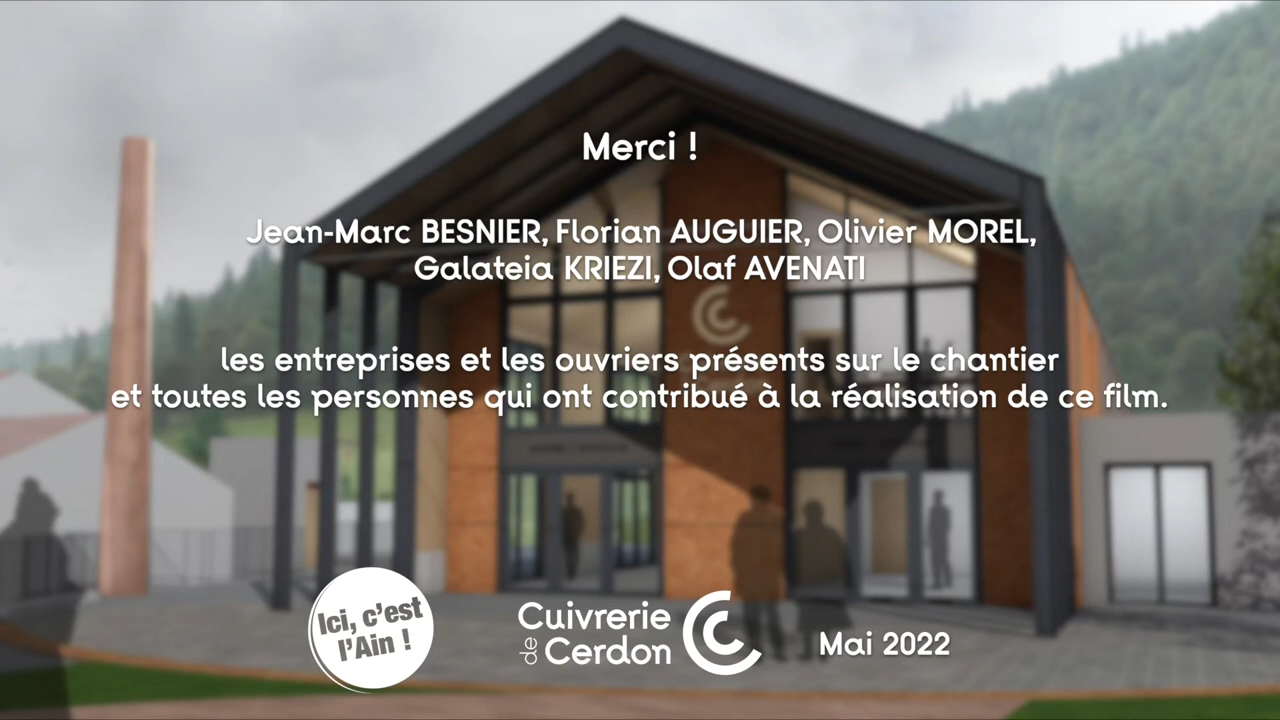 Merci !
Jean-Marc BESNIER, Florian AUGUIER, Olivier MOREL,
Galateia KRIEZI, Olaf AVENATI
les entreprises et les ouvriers présents sur le chantier
et toutes les personnes qui ont contribué à la réalisation de ce film.
Ici, c'est
l'Ain !
Cuivrerie
de Cerdon
Mai 2022